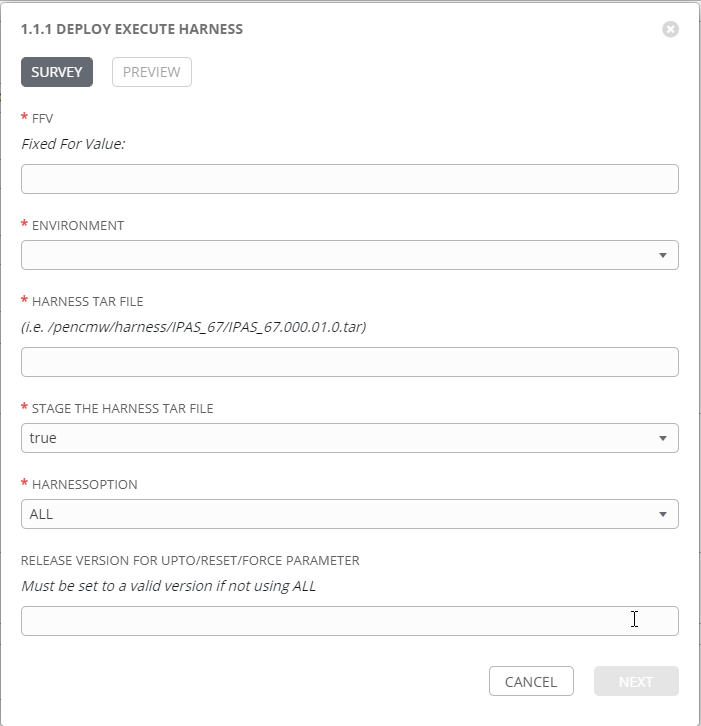 1.1.1 DEPLOY EXECUTE HARNESS
SURVEY
PREVIEW
* FFV
Fixed For Value:
* ENVIRONMENT
* HARNESS TAR FILE
(i.e. /pencmw/harness/IPAS_67/IPAS_67.000.01.0.tar)
* STAGE THE HARNESS TAR FILE
true
* HARNESSOPTION
ALL
RELEASE VERSION FOR UPTO/RESET/FORCE PARAMETER
Must be set to a valid version if not using ALL
CANCEL
NEXT